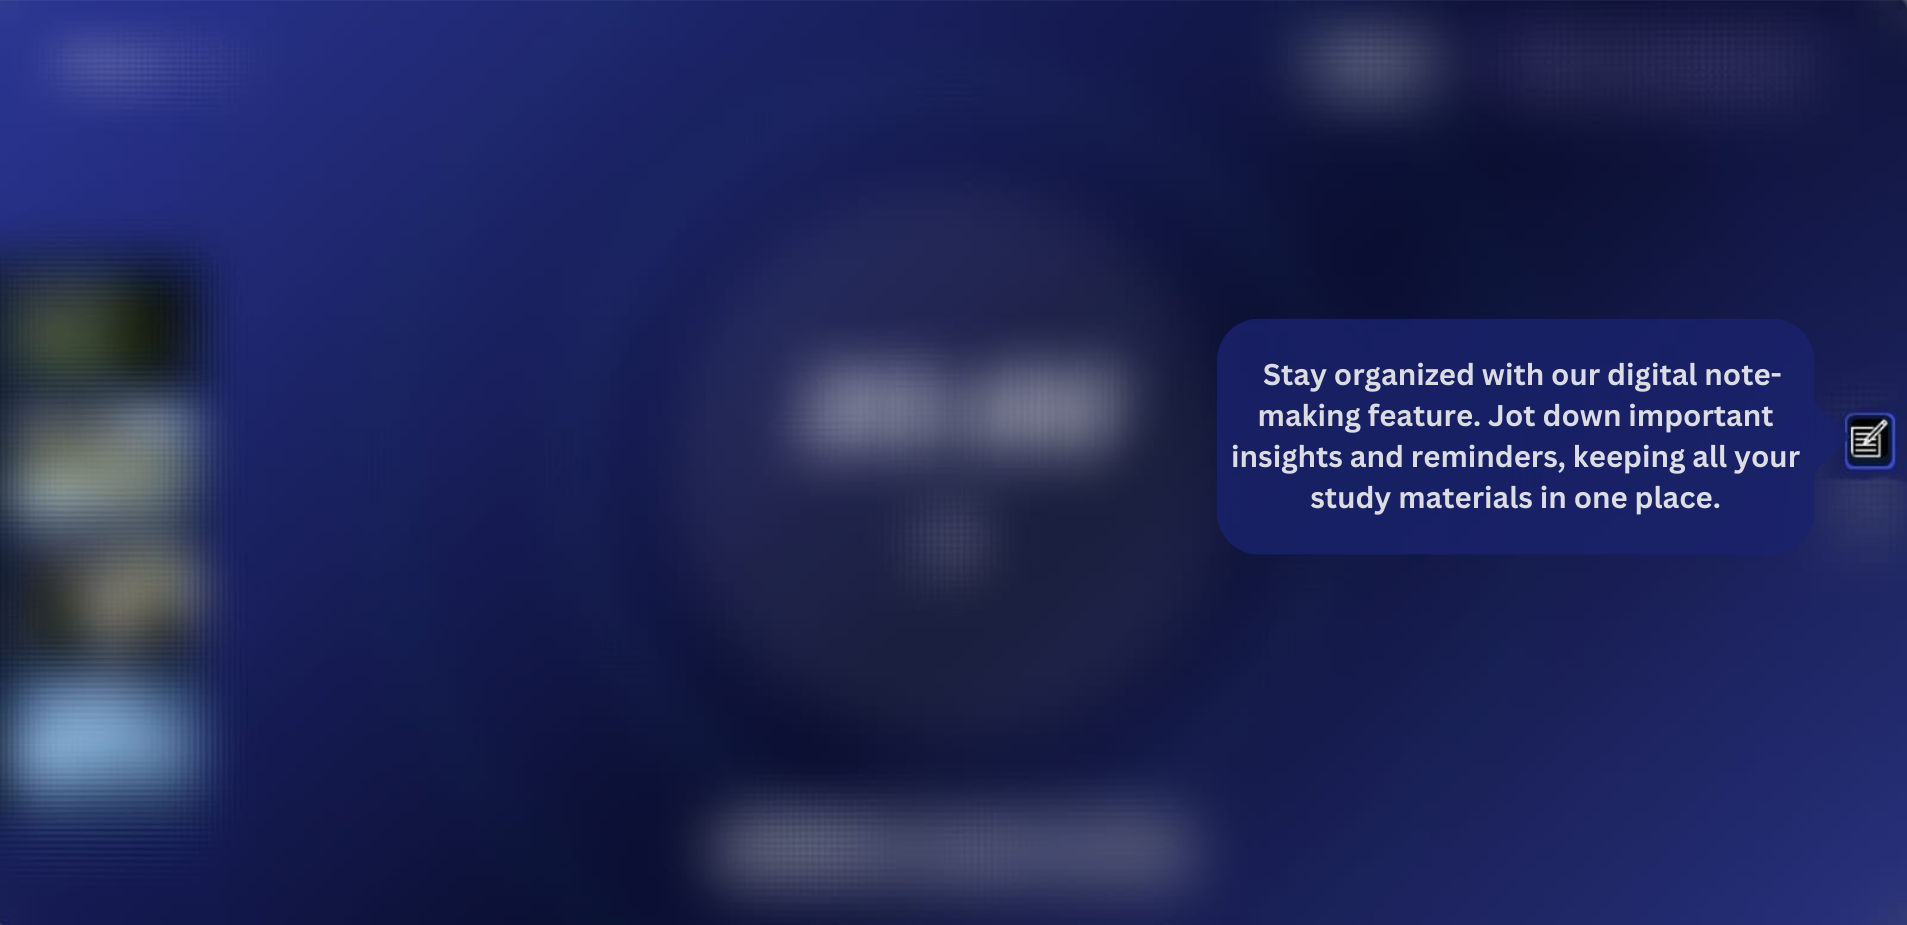 Stay organized with our digital note-
making feature. Jot down important
insights and reminders, keeping all your
study materials in one place.